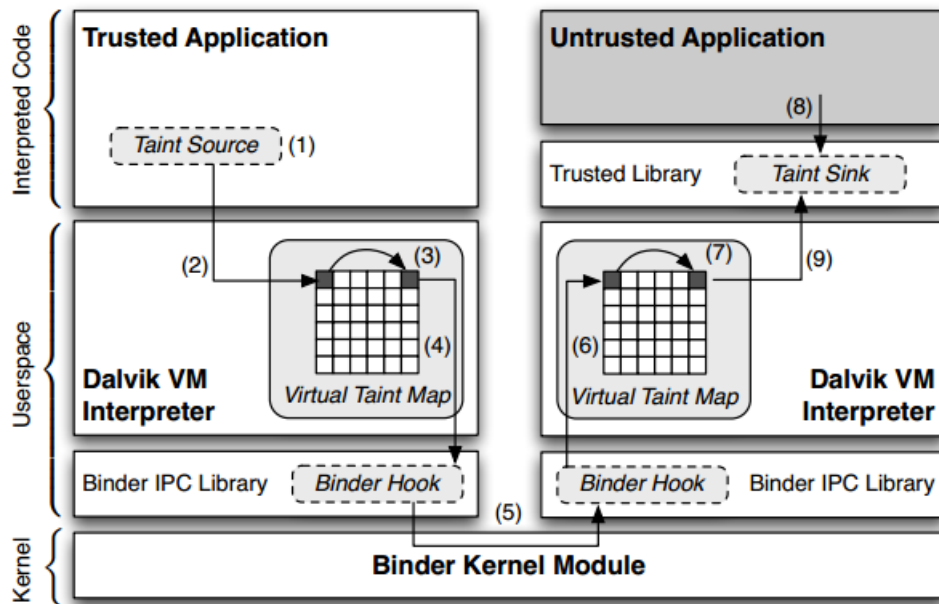 Interpreted Code
Userspace
Kernel
Trusted Application
Taint Source
(1)
(2)
(3)
(4)
Virtual Taint Map
Dalvik VM
Interpreter
Binder IPC Library
Binder Hook
(5)
Untrusted Application
(8)
Trusted Library
Taint Sink
(9)
(7)
(6)
Virtual Taint Map
Dalvik VM
Interpreter
Binder Hook
Binder IPC Library
Binder Kernel Module